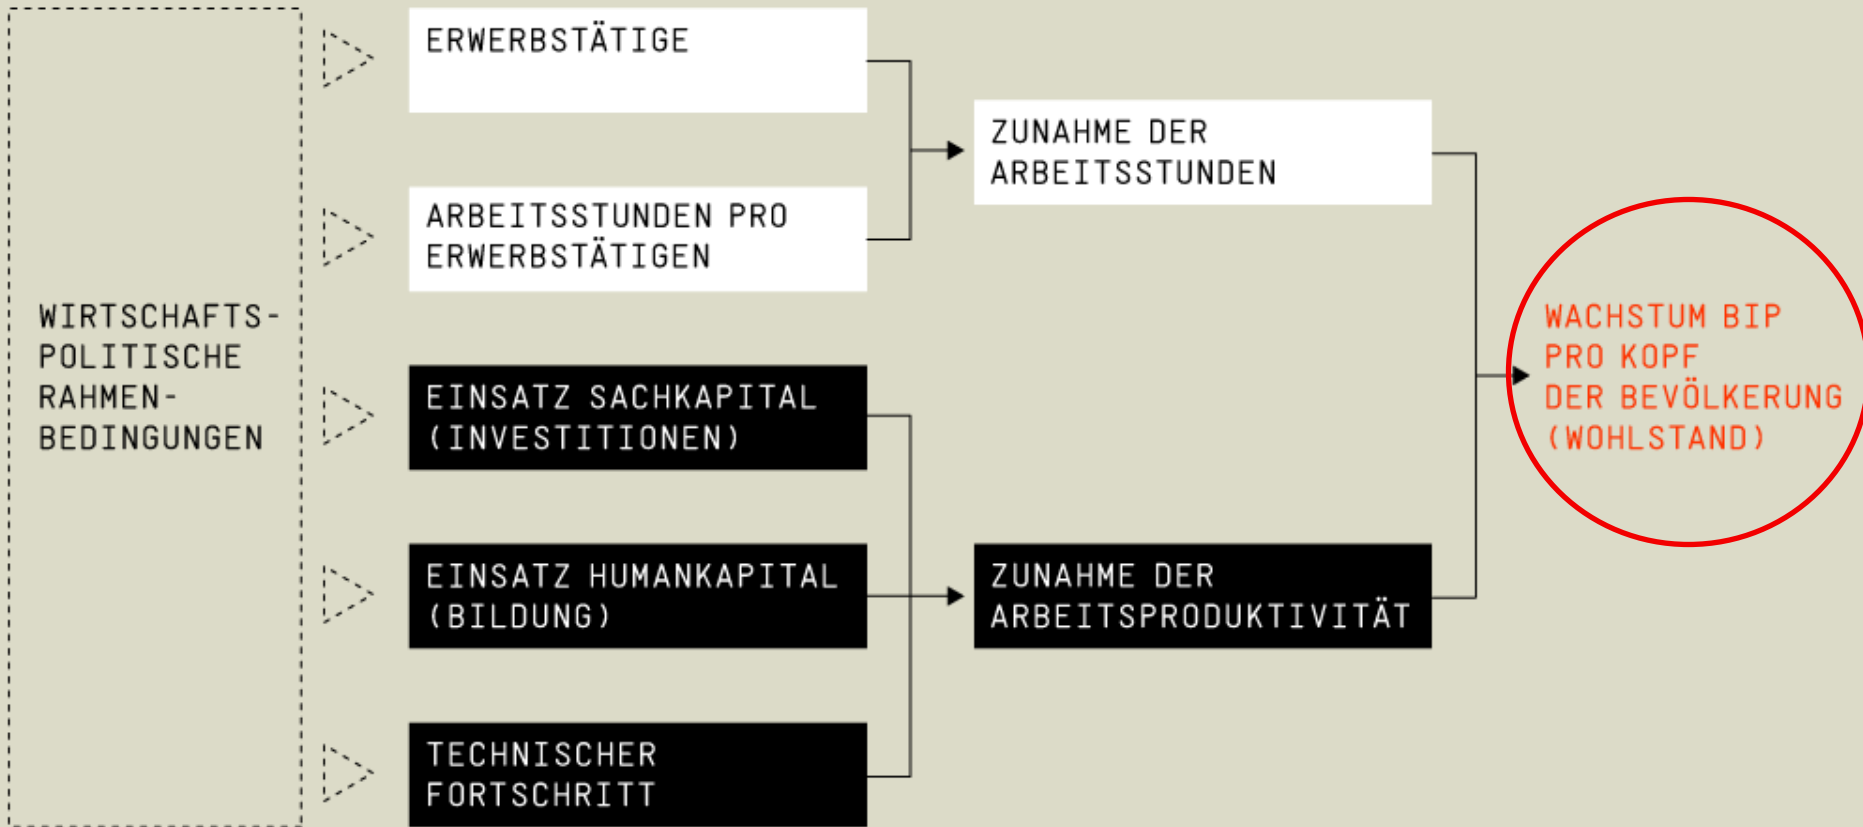 WIRTSCHAFTS-
POLITISCHE
RAHMEN-
BEDINGUNGEN
ERWERBSTÄTIGE
ARBEITSSTUNDEN PRO
ERWERBSTÄTIGEN
EINSATZ SACHKAPITAL
(INVESTITIONEN)
EINSATZ HUMANKAPITAL
(BILDUNG)
TECHNISCHER
FORTSCHRITT
ZUNAHME DER
ARBEITSSTUNDEN
ZUNAHME DER
ARBEITSPRODUKTIVITÄT
WACHSTUM BIP
PRO KOPF
DER BEVÖLKERUNG
(WOHLSTAND)